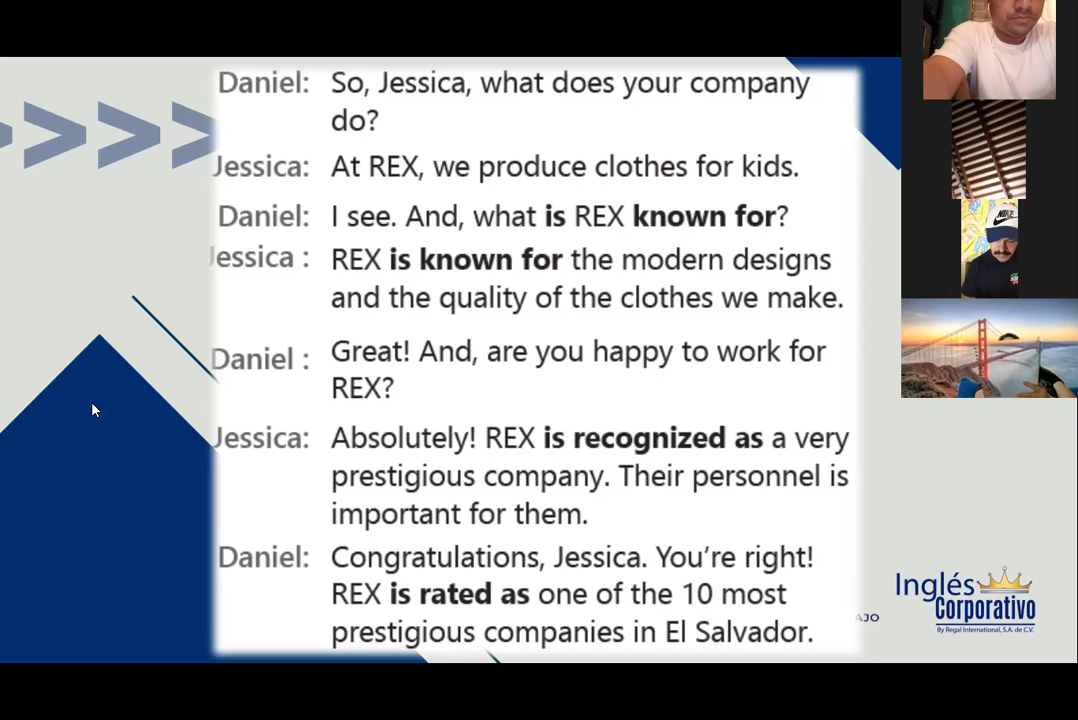 Daniel: So, Jessica, what does your company
do?
Jessica: At REX, we produce clothes for kids.
Daniel: I see. And, what is REX known for?
Jessica : REX is known for the modern designs
and the quality of the clothes we make.
Daniel : Great! And, are you happy to work for
REX?
Jessica: Absolutely! REX is recognized as a very
prestigious company. Their personnel is
important for them.
Daniel: Congratulations, Jessica. You're right!
REX is rated as one of the 10 most
prestigious companies in El Salvador.
AJO
Inglés
Corporativo
By Regal International, S.A. de C.V.
NIKE